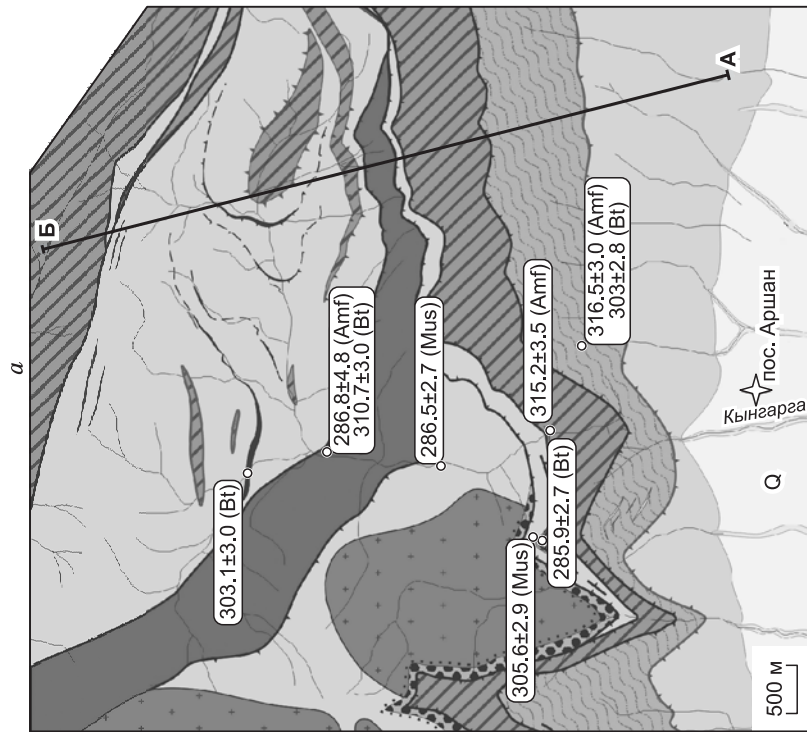 а
Б
303.1±3.0 (Bt)
286.8±4.8 (Amf)
310.7±3.0 (Bt)
286.5±2.7 (Mus)
А
315.2±3.5 (Amf)
316.5±3.0 (Amf)
303±2.8 (Bt)
305.6±2.9 (Mus)
285.9±2.7 (Bt)
пос. Аршан
Кынгарга
Q
500 м